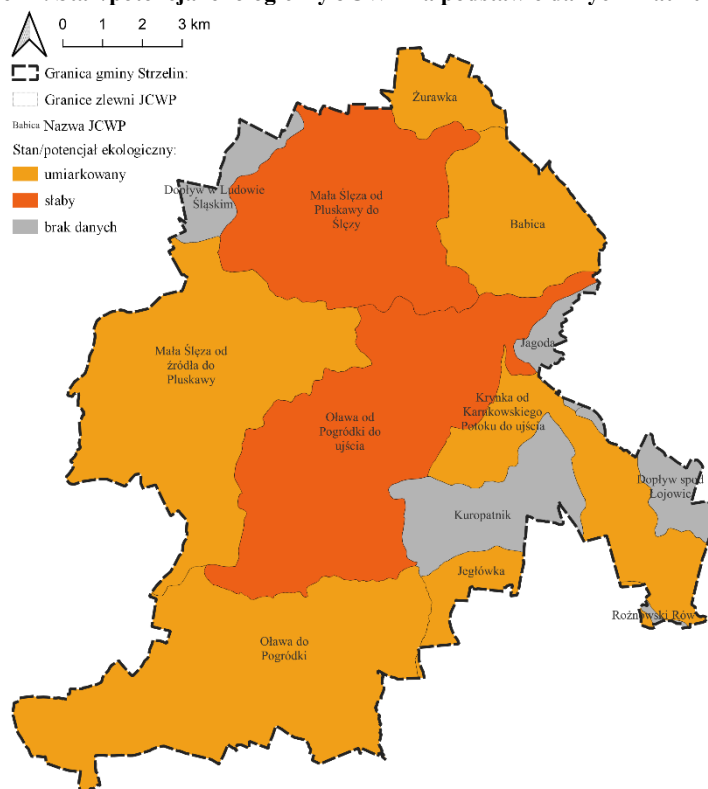 0 1 2 3 km
Granica gminy Strzelin:
Granice zlewni JCWP
Babica Nazwa JCWP
Stan/potencjał ekologiczny:
umiarkowany
słaby
brak danych
Żurawka
Dopływ w Ludowie
Śląskim
Mała Ślęza od
Pluskawy do
Ślęzy
Babica
Jagoda
Mała Ślęza od
źródła do
Pluskawy
Oława od
Pogródki do
ujścia
Krynka od
Karnkowskiego
Potoku do ujścia
Dopływ spod
Łojowic
Kuropatnik
Jegłówka
Rożnowski Rów
Oława do
Pogródki